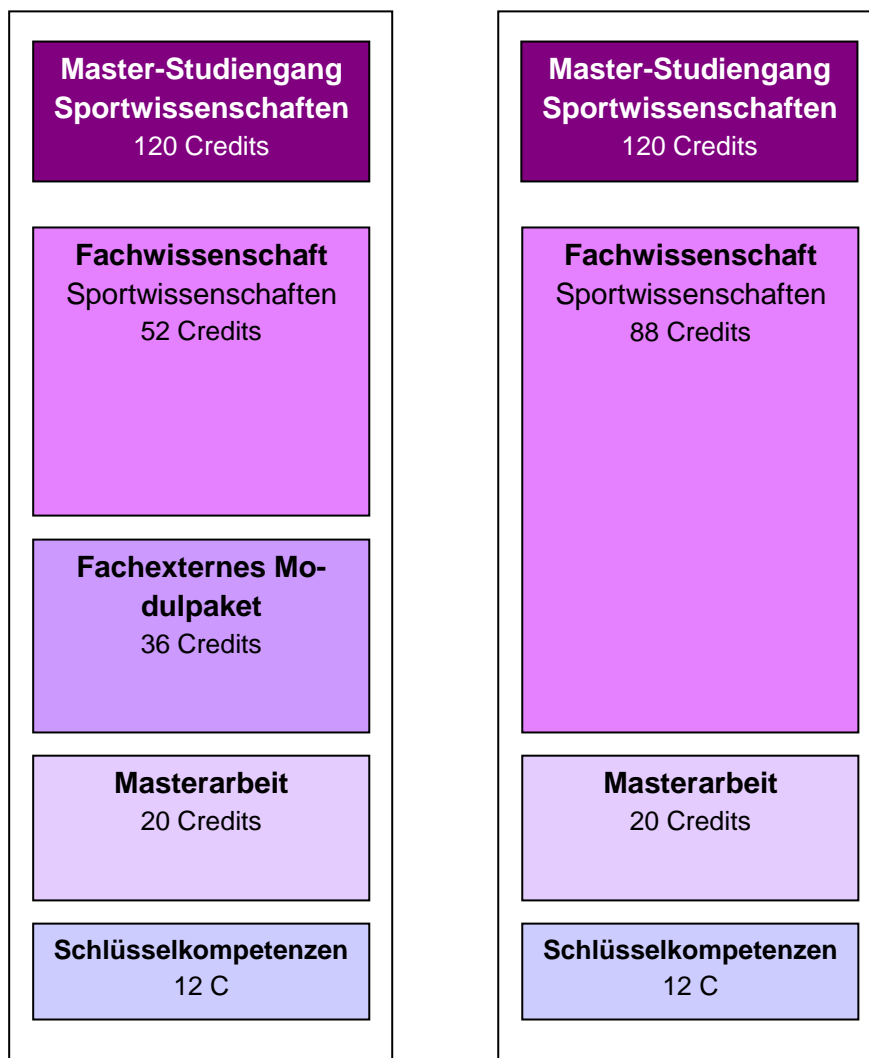 Master-Studiengang
Sportwissenschaften
120 Credits
Fachwissenschaft
Sportwissenschaften
52 Credits
Fachexternes Mo-
dulpaket
36 Credits
Masterarbeit
20 Credits
Schlüsselkompetenzen
12 C
Master-Studiengang
Sportwissenschaften
120 Credits
Fachwissenschaft
Sportwissenschaften
88 Credits
Masterarbeit
20 Credits
Schlüsselkompetenzen
12 C